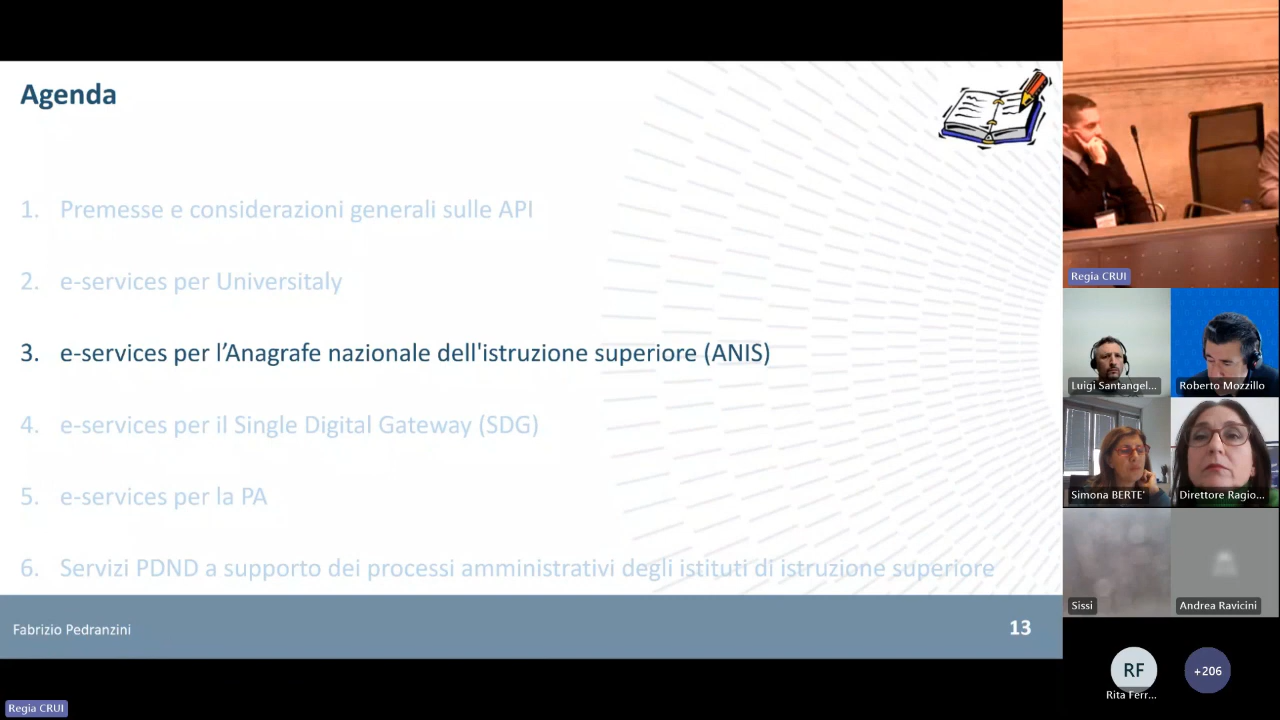 Agenda
1. Premesse e considerazioni generali sulle API
2. e-services per Universitaly
3. e-services per l’Anagrafe nazionale dell'istruzione superiore (ANIS)
4. e-services per il Single Digital Gateway (SDG)
5. e-services per la PA
6. Servizi PDND a supporto dei processi amministrativi degli istituti di istruzione superiore
Fabrizio Pedranzini
13
Regia CRUI
Regia CRUI
Luigi Santangel...
Roberto Mozzillo
Simona BERTE'
Direttore Ragio...
Sissi
Andrea Ravicini
RF
+206
Rita Ferr...